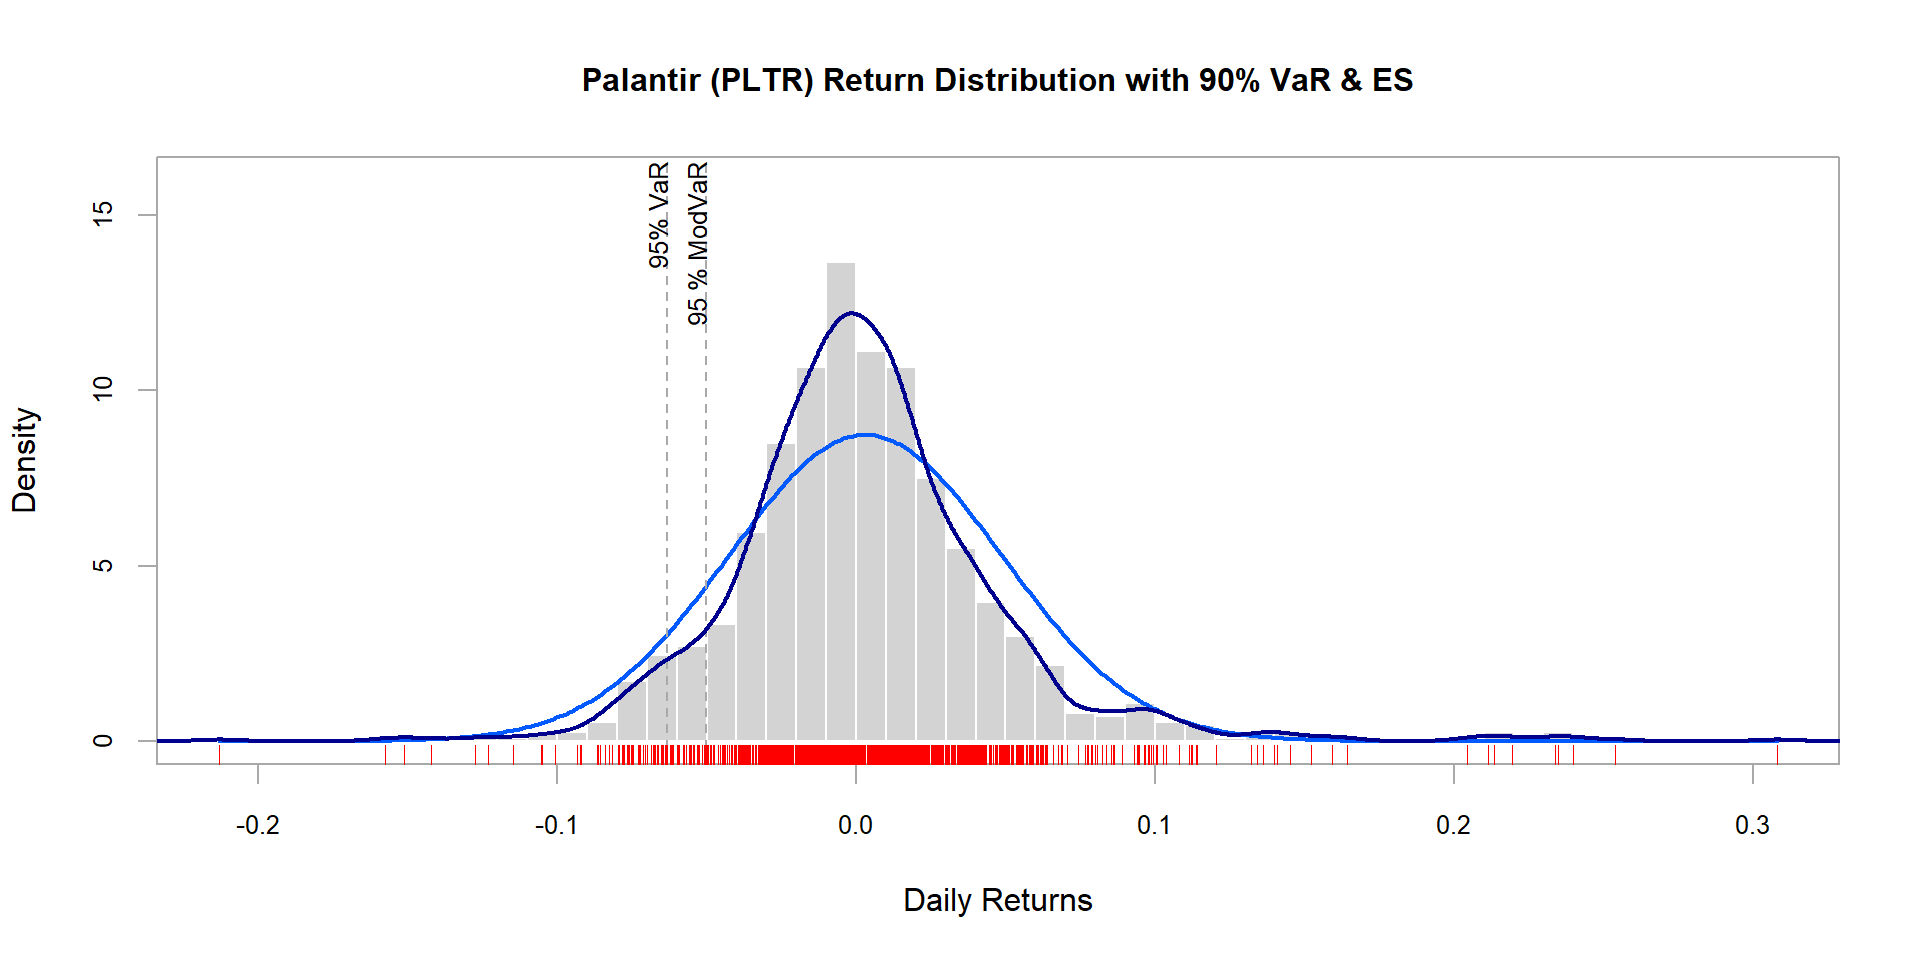 Palantir (PLTR) Return Distribution with 90% VaR & ES
95% VaR
95 % ModVaR
Density
15
10
5
0
-0.2
-0.1
0.0
0.1
0.2
0.3
Daily Returns